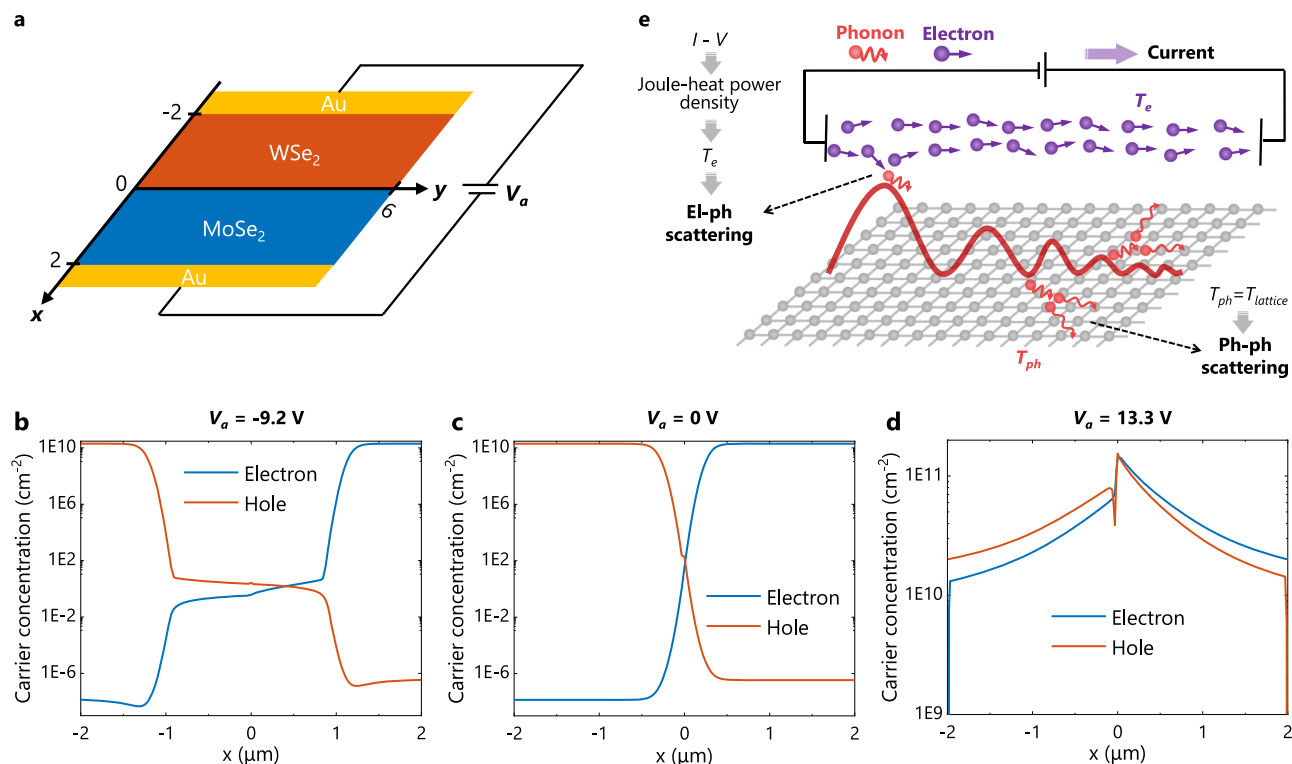 a
Au
-2
WSe₂
0
y
6
V_a
MoSe₂
2
Au
x
e
I - V
Joule-heat power
density
T_e
El-ph
scattering
Phonon
Electron
Current
T_e
T_ph=T_lattice
Ph-ph
scattering
T_ph
b
V_a = -9.2 V
Carrier concentration (cm⁻²)
1E10
1E6
1E2
1E-2
1E-6
Electron
Hole
-2
-1
0
1
2
x (μm)
c
V_a = 0 V
Carrier concentration (cm⁻²)
1E10
1E6
1E2
1E-2
1E-6
Electron
Hole
-2
-1
0
1
2
x (μm)
d
V_a = 13.3 V
Carrier concentration (cm⁻²)
1E11
1E10
1E9
Electron
Hole
-2
-1
0
1
2
x (μm)